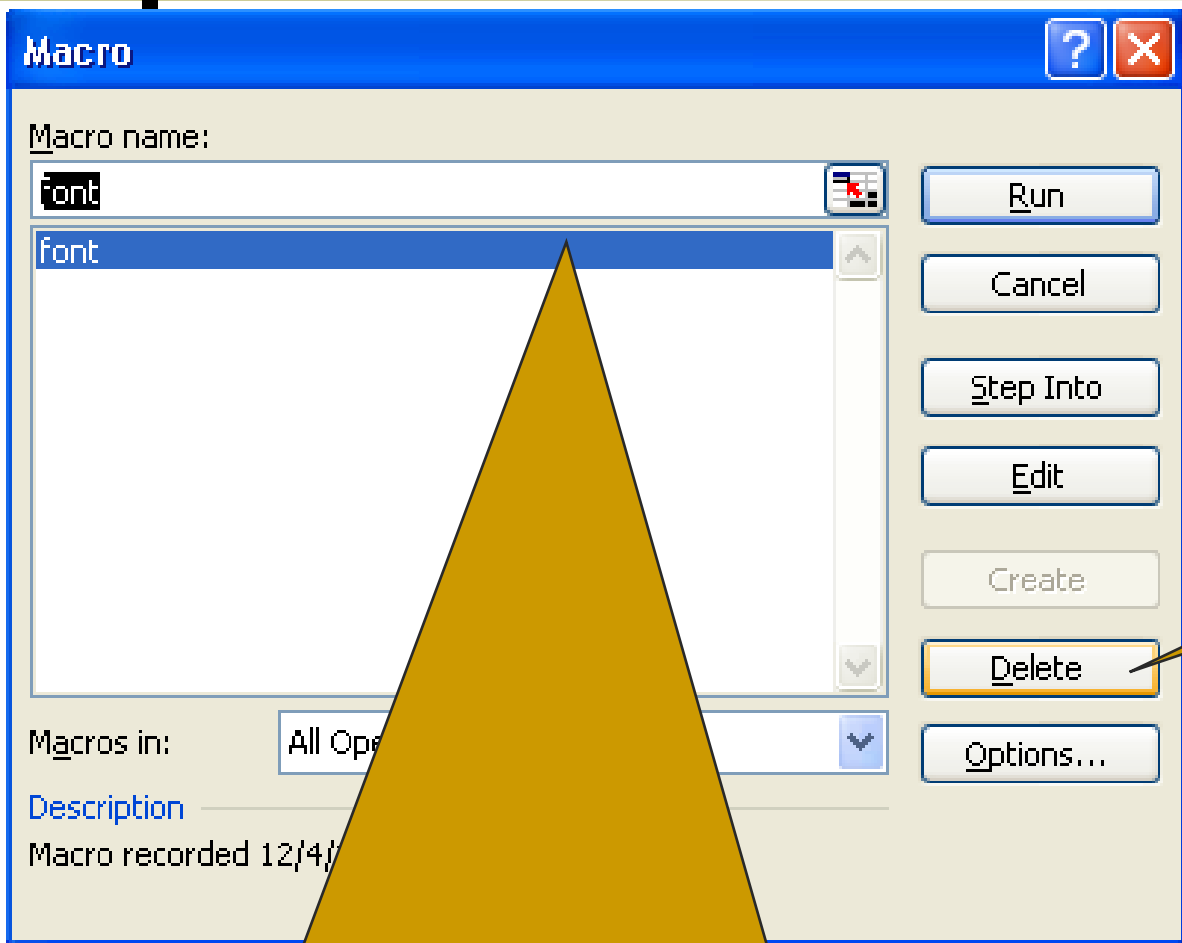 Macro
?
Macro name:
font
font
Run
Cancel
Step Into
Edit
Create
Delete
Options...
Macros in:
All
Description
Macro recorded 12/4/